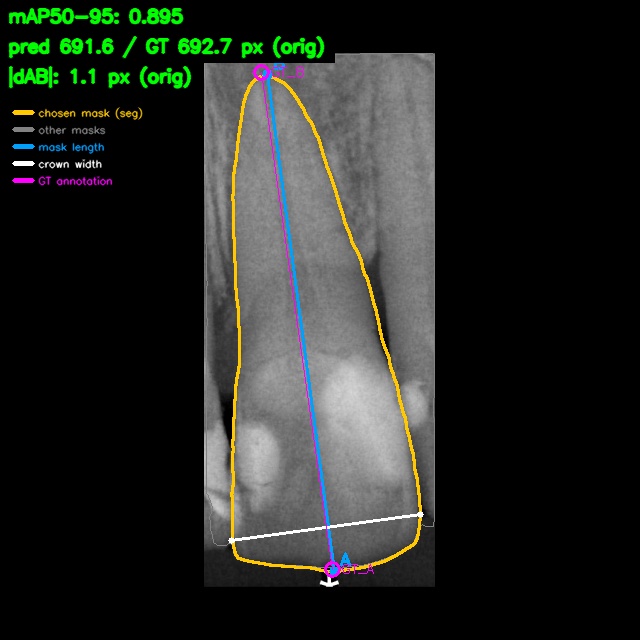 mAP50-95: 0.895
pred 691.6 / GT 692.7 px (orig)
|dAB|: 1.1 px (orig)
chosen mask (seg)
other masks
mask length
crown width
GT annotation
A